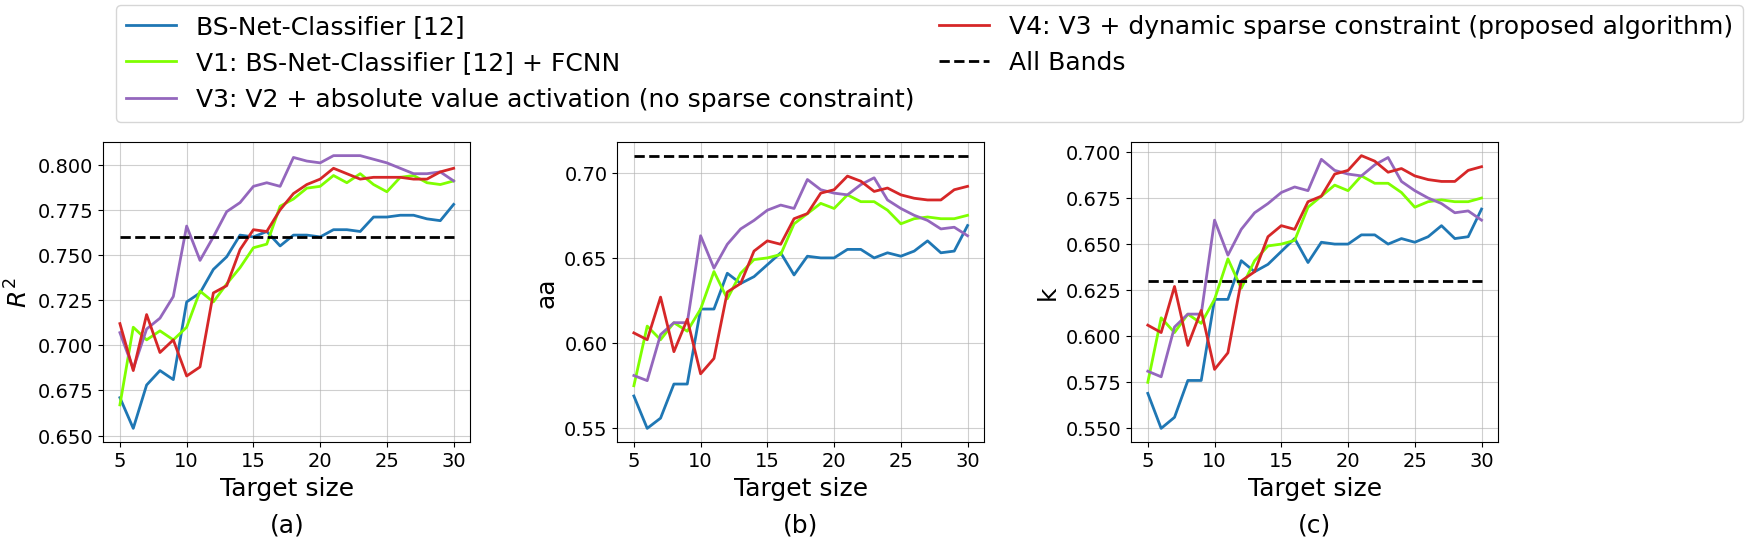 BS-Net-Classifier [12]
V1: BS-Net-Classifier [12] + FCNN
V3: V2 + absolute value activation (no sparse constraint)
V4: V3 + dynamic sparse constraint (proposed algorithm)
All Bands
0.800
0.775
0.750
0.725
0.700
0.675
0.650
R²
5 10 15 20 25 30
Target size
(a)
0.70
0.65
0.60
0.55
aa
5 10 15 20 25 30
Target size
(b)
0.700
0.675
0.650
0.625
0.600
0.575
0.550
k
5 10 15 20 25 30
Target size
(c)